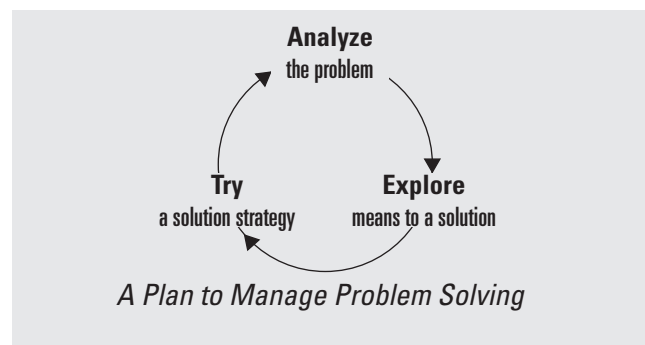 Analyze
the problem
Try
a solution strategy
Explore
means to a solution
A Plan to Manage Problem Solving